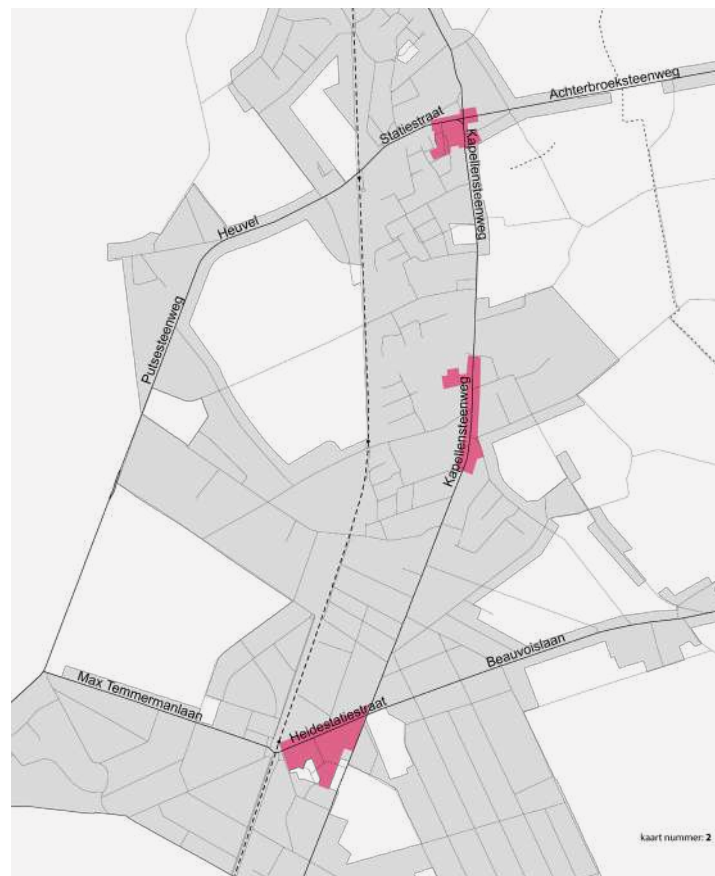 Achterbroeksteenweg
Statiestraat
Kapellensteenweg
Heuvel
Putsesteenweg
Kapellensteenweg
Beauvoislaan
Max Temmermanlaan
Heidestatiestraat
kaart nummer: 2